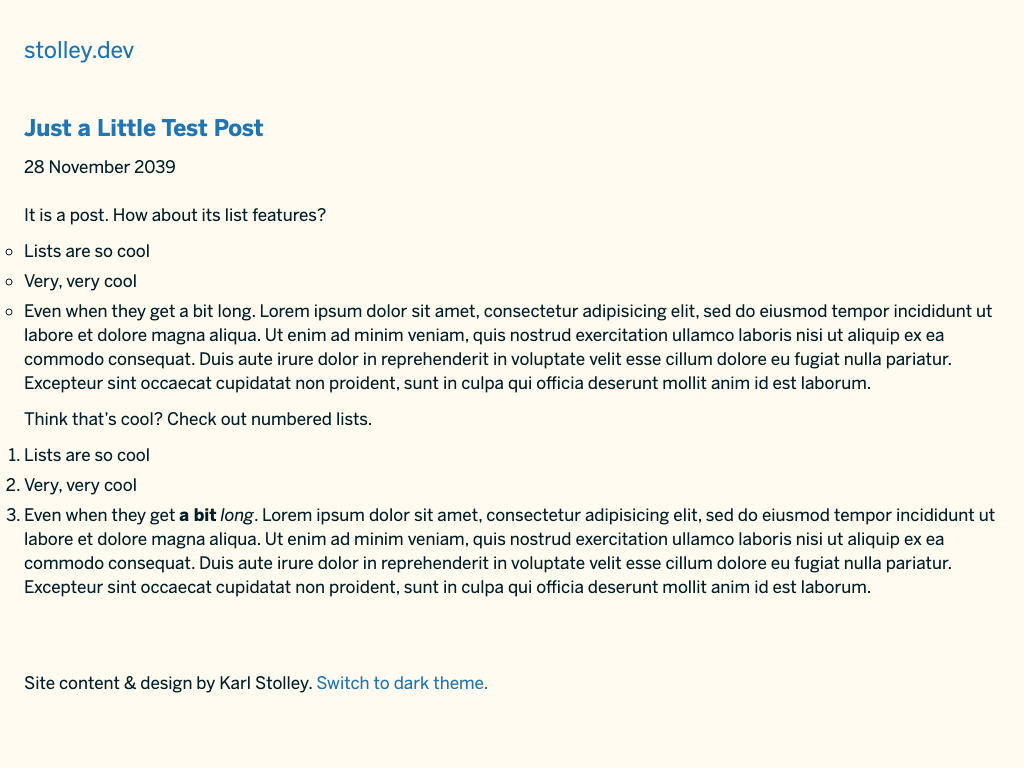 stolley.dev
Just a Little Test Post
28 November 2039
It is a post. How about its list features?
Lists are so cool
Very, very cool
Even when they get a bit long. Lorem ipsum dolor sit amet, consectetur adipisicing elit, sed do eiusmod tempor incididunt ut
labore et dolore magna aliqua. Ut enim ad minim veniam, quis nostrud exercitation ullamco laboris nisi ut aliquip ex ea
commodo consequat. Duis aute irure dolor in reprehenderit in voluptate velit esse cillum dolore eu fugiat nulla pariatur.
Excepteur sint occaecat cupidatat non proident, sunt in culpa qui officia deserunt mollit anim id est laborum.
Think that’s cool? Check out numbered lists.
1. Lists are so cool
2. Very, very cool
3. Even when they get a bit long. Lorem ipsum dolor sit amet, consectetur adipisicing elit, sed do eiusmod tempor incididunt ut
labore et dolore magna aliqua. Ut enim ad minim veniam, quis nostrud exercitation ullamco laboris nisi ut aliquip ex ea
commodo consequat. Duis aute irure dolor in reprehenderit in voluptate velit esse cillum dolore eu fugiat nulla pariatur.
Excepteur sint occaecat cupidatat non proident, sunt in culpa qui officia deserunt mollit anim id est laborum.
Site content & design by Karl Stolley. Switch to dark theme.